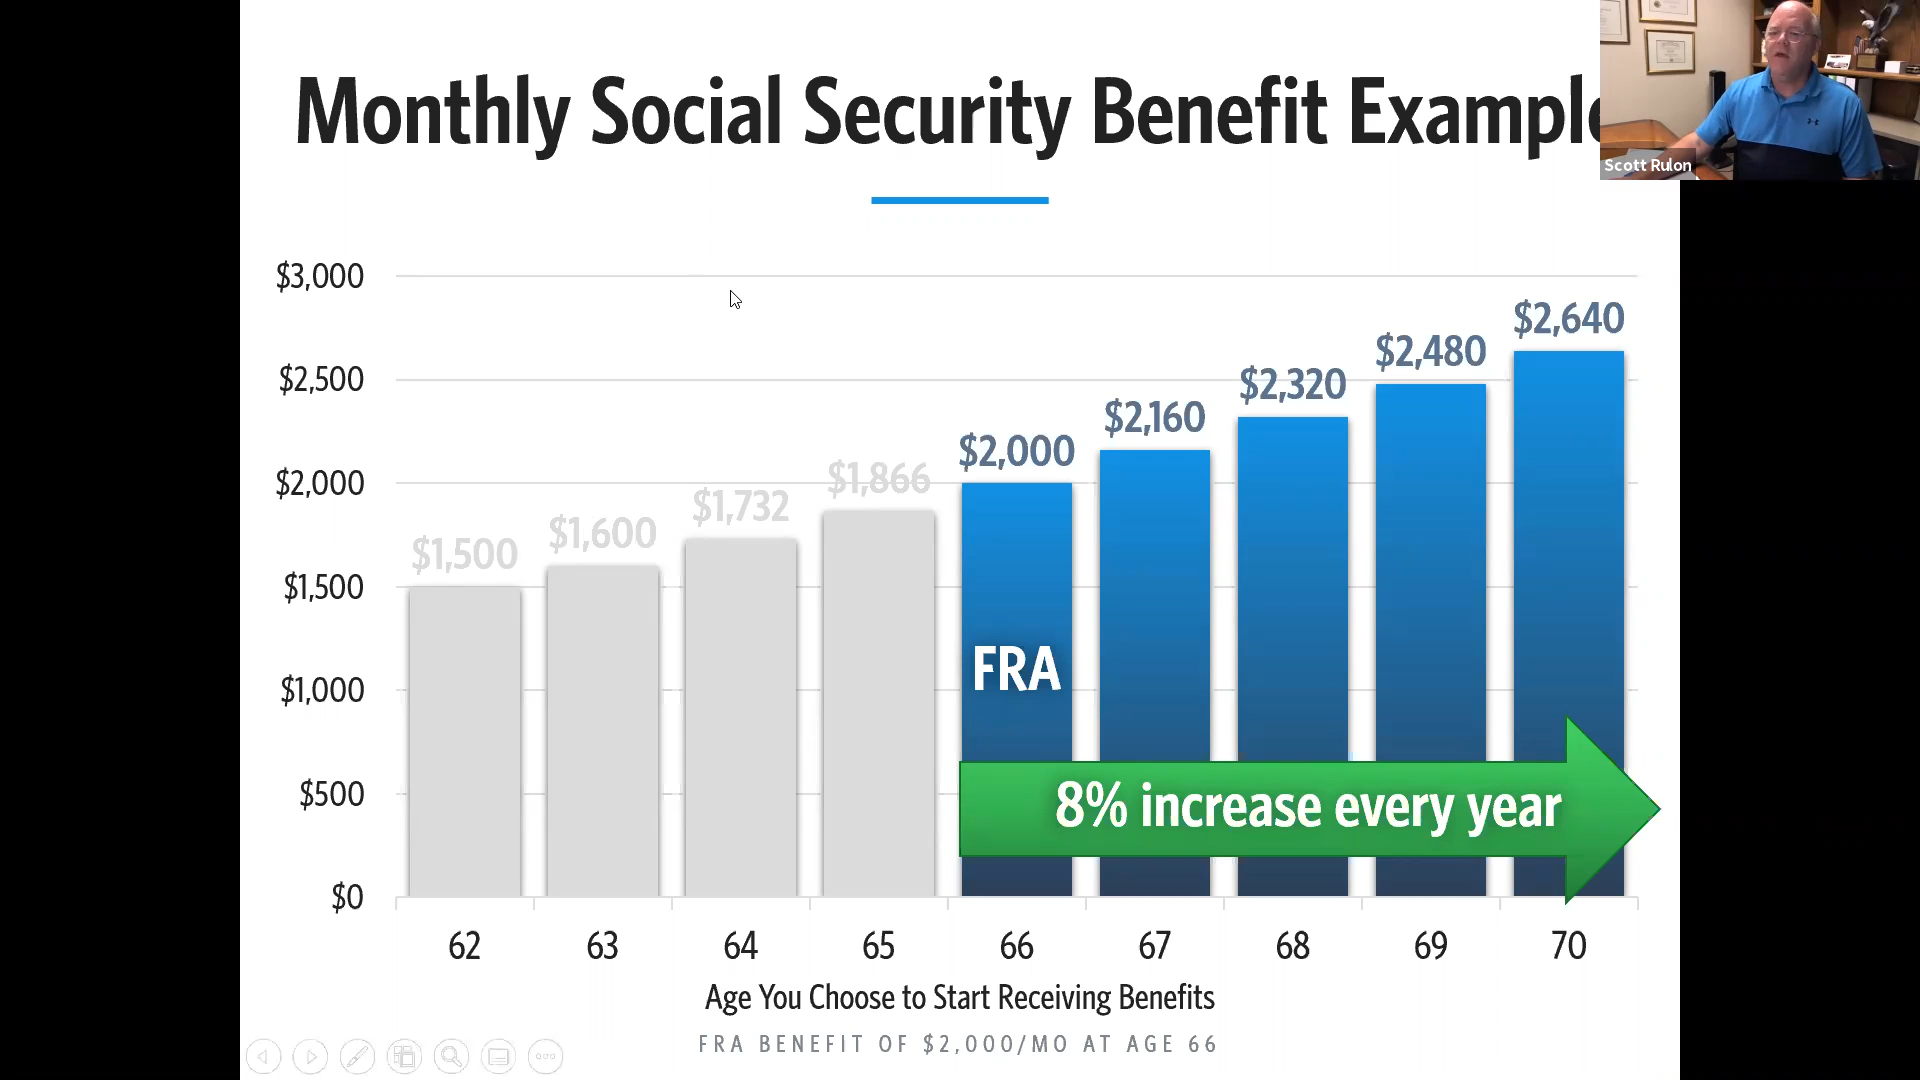 Monthly Social Security Benefit Example
Scott Rulon
$3,000
$2,500
$2,000
$1,500
$1,000
$500
$0
$1,500
$1,600
$1,732
$1,866
$2,000
$2,160
$2,320
$2,480
$2,640
FRA
8% increase every year
62 63 64 65 66 67 68 69 70
Age You Choose to Start Receiving Benefits
FRA BENEFIT OF $2,000/MO AT AGE 66